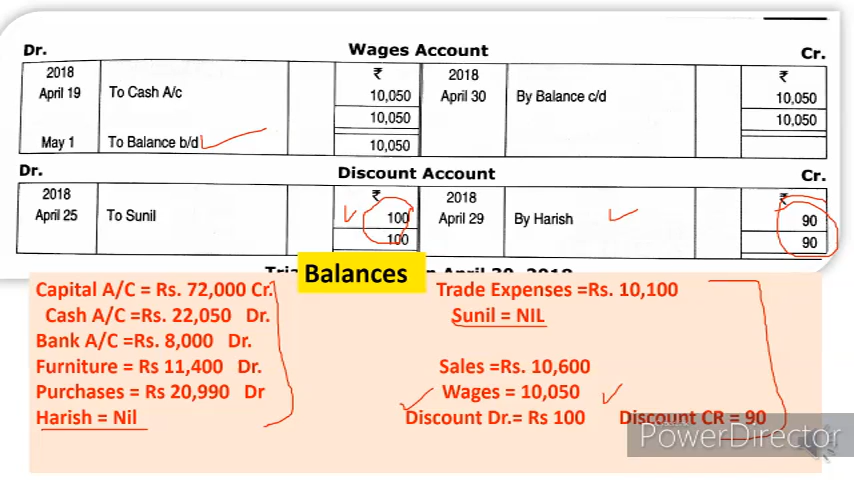 Dr. Wages Account Cr.
2018 ₹ 2018 ₹
April 19 To Cash A/c 10,050 April 30 By Balance c/d 10,050
10,050 10,050
May 1 To Balance b/d 10,050
Dr. Discount Account Cr.
2018 ₹ 2018 ₹
April 25 To Sunil 100 April 29 By Harish 90
100 90
April 30, 2018
Balances
Capital A/C = Rs. 72,000 Cr.
Cash A/C =Rs. 22,050 Dr.
Bank A/C =Rs. 8,000 Dr.
Furniture = Rs 11,400 Dr.
Purchases = Rs 20,990 Dr
Harish = Nil
Trade Expenses =Rs. 10,100
Sunil = NIL
Sales =Rs. 10,600
Wages = 10,050
Discount Dr.= Rs 100 Discount CR = 90
PowerDirector